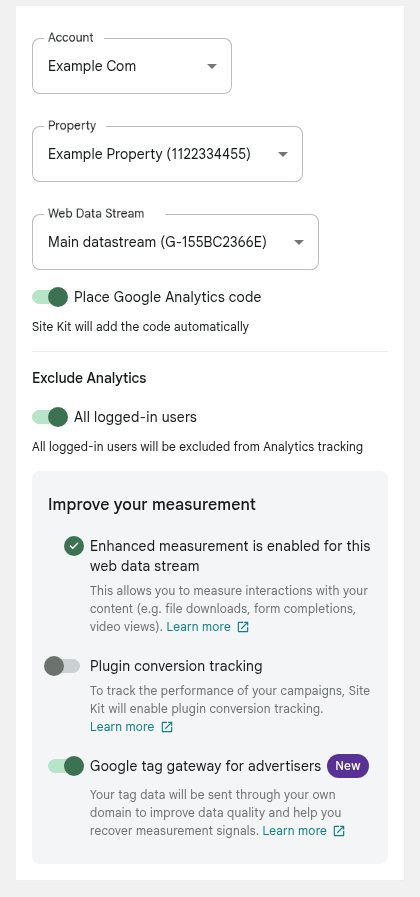 Account
Example Com
Property
Example Property (1122334455)
Web Data Stream
Main datastream (G-155BC2366E)
Place Google Analytics code
Site Kit will add the code automatically
Exclude Analytics
All logged-in users
All logged-in users will be excluded from Analytics tracking
Improve your measurement
Enhanced measurement is enabled for this
web data stream
This allows you to measure interactions with your
content (e.g. file downloads, form completions,
video views). Learn more
Plugin conversion tracking
To track the performance of your campaigns, Site
Kit will enable plugin conversion tracking.
Learn more
Google tag gateway for advertisers New
Your tag data will be sent through your own
domain to improve data quality and help you
recover measurement signals. Learn more